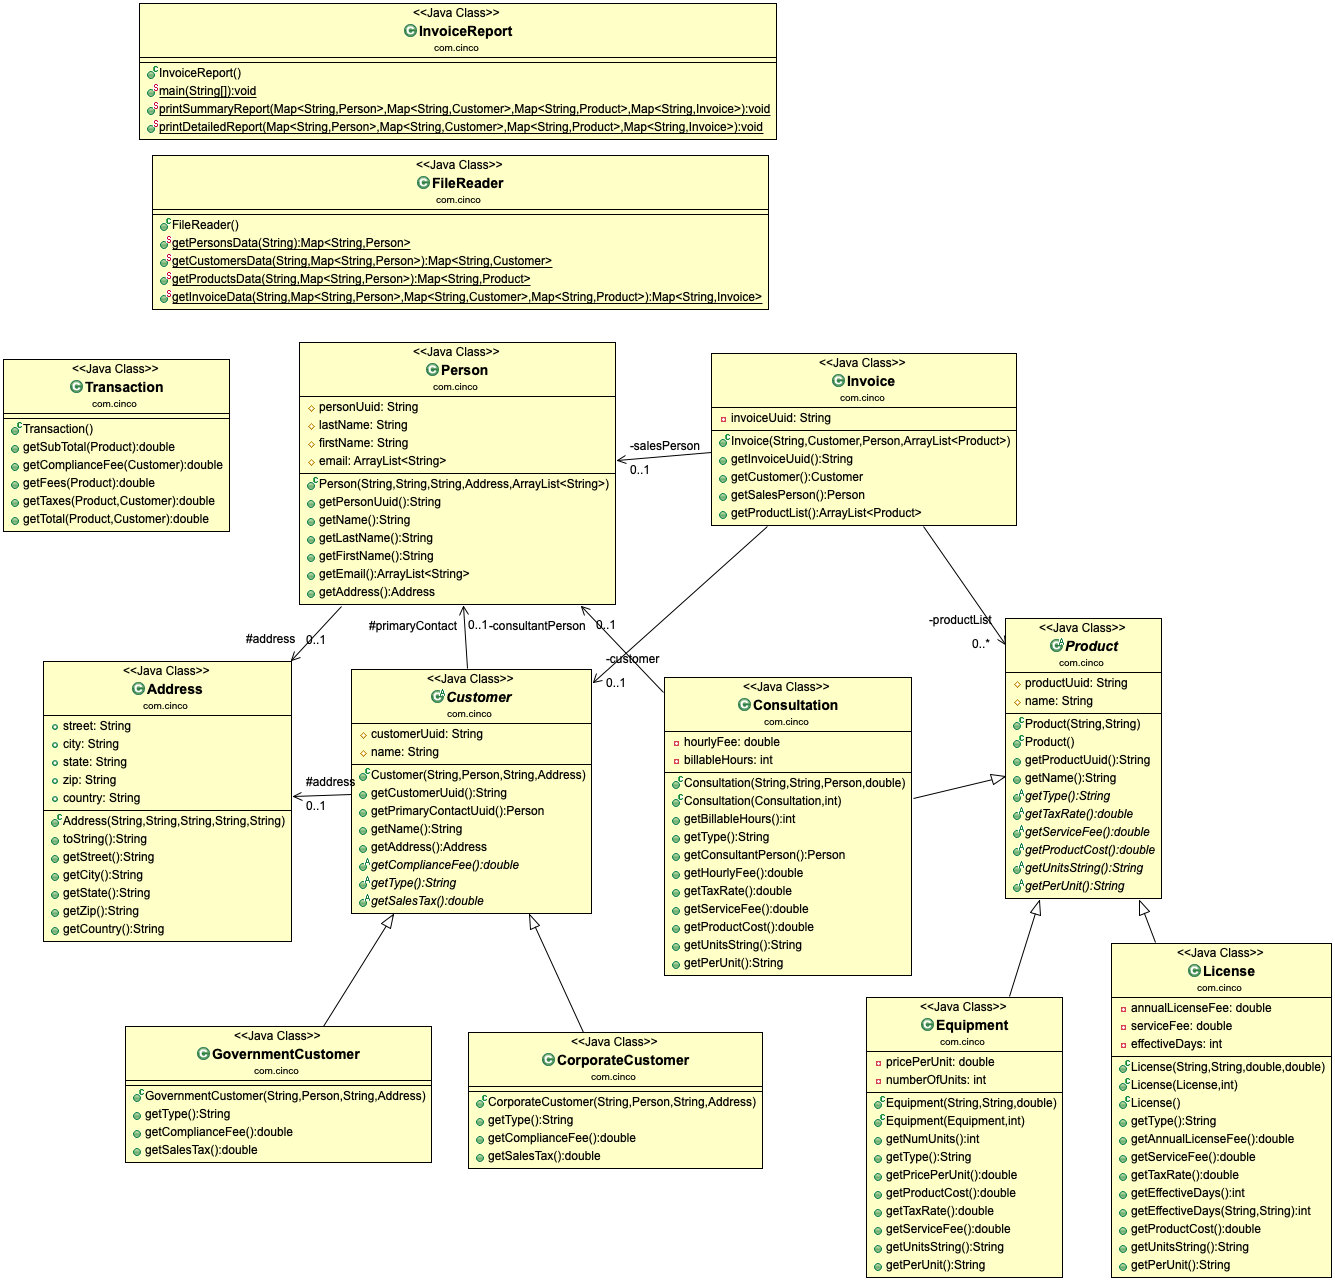 <<Java Class>>
InvoiceReport
com.cinco
InvoiceReport()
main(String[]):void
printSummaryReport(Map<String,Person>,Map<String,Customer>,Map<String,Product>,Map<String,Invoice>):void
printDetailedReport(Map<String,Person>,Map<String,Customer>,Map<String,Product>,Map<String,Invoice>):void
<<Java Class>>
FileReader
com.cinco
FileReader()
getPersonsData(String):Map<String,Person>
getCustomersData(String,Map<String,Person>):Map<String,Customer>
getProductsData(String,Map<String,Person>):Map<String,Product>
getInvoiceData(String,Map<String,Person>,Map<String,Customer>,Map<String,Product>):Map<String,Invoice>
<<Java Class>>
Transaction
com.cinco
Transaction()
getSubTotal(Product):double
getComplianceFee(Customer):double
getFees(Product):double
getTaxes(Product,Customer):double
getTotal(Product,Customer):double
<<Java Class>>
Person
com.cinco
personUuid: String
lastName: String
firstName: String
email: ArrayList<String>
Person(String,String,String,Address,ArrayList<String>)
getPersonUuid():String
getName():String
getLastName():String
getFirstName():String
getEmail():ArrayList<String>
getAddress():Address
-salesPerson
0..1
<<Java Class>>
Invoice
com.cinco
invoiceUuid: String
Invoice(String,Customer,Person,ArrayList<Product>)
getInvoiceUuid():String
getCustomer():Customer
getSalesPerson():Person
getProductList():ArrayList<Product>
#address
0..1
#primaryContact
0..1
-consultantPerson
0..1
-customer
0..1
-productList
0..*
<<Java Class>>
Address
com.cinco
street: String
city: String
state: String
zip: String
country: String
Address(String,String,String,String,String)
toString():String
getStreet():String
getCity():String
getState():String
getZip():String
getCountry():String
#address
0..1
<<Java Class>>
Customer
com.cinco
customerUuid: String
name: String
Customer(String,Person,String,Address)
getCustomerUuid():String
getPrimaryContactUuid():Person
getName():String
getAddress():Address
getComplianceFee():double
getType():String
getSalesTax():double
<<Java Class>>
Consultation
com.cinco
hourlyFee: double
billableHours: int
Consultation(String,String,Person,double)
Consultation(Consultation,int)
getBillableHours():int
getType():String
getConsultantPerson():Person
getHourlyFee():double
getTaxRate():double
getServiceFee():double
getProductCost():double
getUnitsString():String
getPerUnit():String
<<Java Class>>
Product
com.cinco
productUuid: String
name: String
Product(String,String)
Product()
getProductUuid():String
getName():String
getType():String
getTaxRate():double
getServiceFee():double
getProductCost():double
getUnitsString():String
getPerUnit():String
<<Java Class>>
GovernmentCustomer
com.cinco
GovernmentCustomer(String,Person,String,Address)
getType():String
getComplianceFee():double
getSalesTax():double
<<Java Class>>
CorporateCustomer
com.cinco
CorporateCustomer(String,Person,String,Address)
getType():String
getComplianceFee():double
getSalesTax():double
<<Java Class>>
Equipment
com.cinco
pricePerUnit: double
numberOfUnits: int
Equipment(String,String,double)
Equipment(Equipment,int)
getNumUnits():int
getType():String
getPricePerUnit():double
getProductCost():double
getTaxRate():double
getServiceFee():double
getUnitsString():String
getPerUnit():String
<<Java Class>>
License
com.cinco
annualLicenseFee: double
serviceFee: double
effectiveDays: int
License(String,String,double,double)
License(License,int)
License()
getType():String
getAnnualLicenseFee():double
getServiceFee():double
getTaxRate():double
getEffectiveDays():int
getEffectiveDays(String,String):int
getProductCost():double
getUnitsString():String
getPerUnit():String